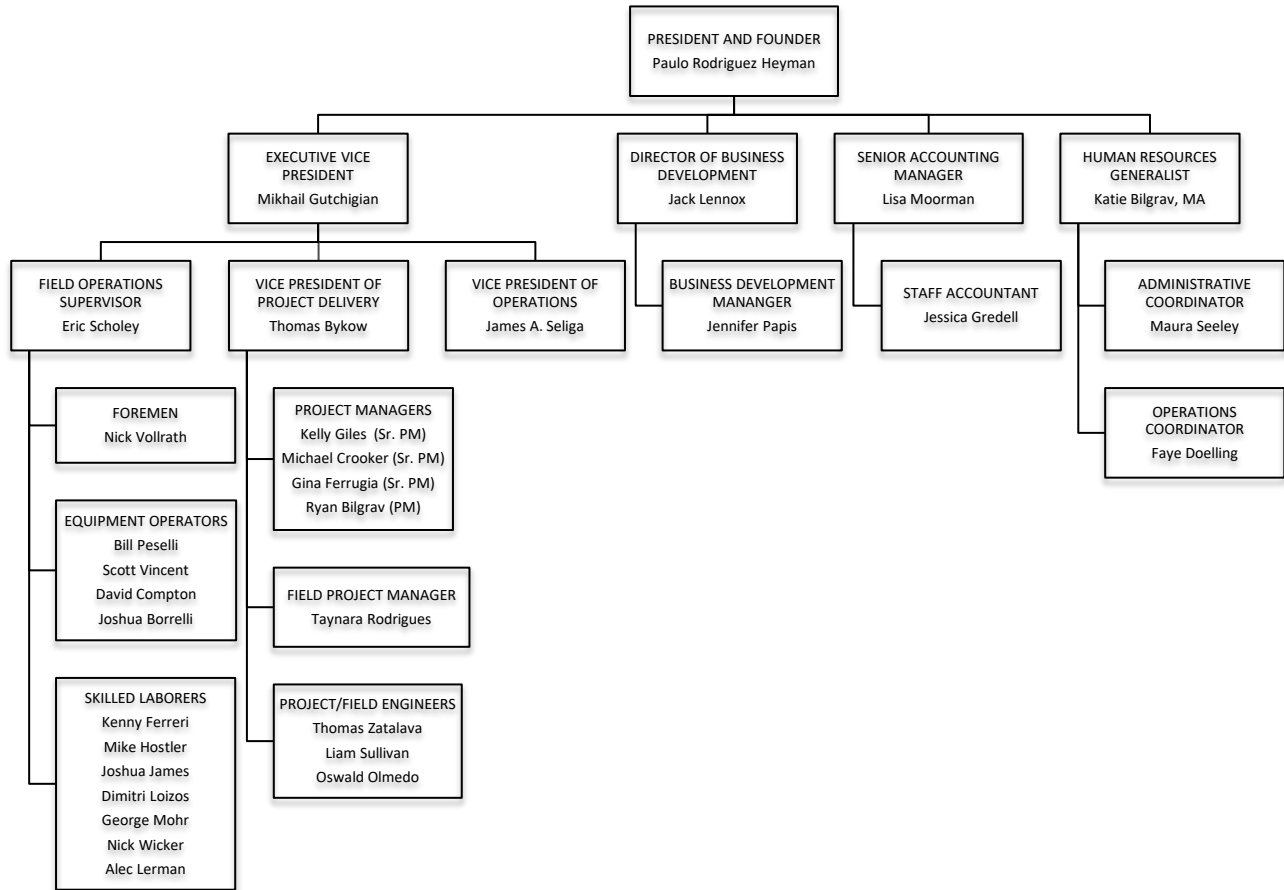 PRESIDENT AND FOUNDER
Paulo Rodriguez Heyman
EXECUTIVE VICE
PRESIDENT
Mikhail Gutchigian
DIRECTOR OF BUSINESS
DEVELOPMENT
Jack Lennox
SENIOR ACCOUNTING
MANAGER
Lisa Moorman
HUMAN RESOURCES
GENERALIST
Katie Bilgrav, MA
FIELD OPERATIONS
SUPERVISOR
Eric Scholey
VICE PRESIDENT OF
PROJECT DELIVERY
Thomas Bykow
VICE PRESIDENT OF
OPERATIONS
James A. Seliga
BUSINESS DEVELOPMENT
MANANGER
Jennifer Papis
STAFF ACCOUNTANT
Jessica Gredell
ADMINISTRATIVE
COORDINATOR
Maura Seeley
FOREMEN
Nick Vollrath
PROJECT MANAGERS
Kelly Giles (Sr. PM)
Michael Crooker (Sr. PM)
Gina Ferrugia (Sr. PM)
Ryan Bilgrav (PM)
OPERATIONS
COORDINATOR
Faye Doelling
EQUIPMENT OPERATORS
Bill Peselli
Scott Vincent
David Compton
Joshua Borrelli
FIELD PROJECT MANAGER
Taynara Rodrigues
SKILLED LABORERS
Kenny Ferreri
Mike Hostler
Joshua James
Dimitri Loizos
George Mohr
Nick Wicker
Alec Lerman
PROJECT/FIELD ENGINEERS
Thomas Zatalava
Liam Sullivan
Oswald Olmedo